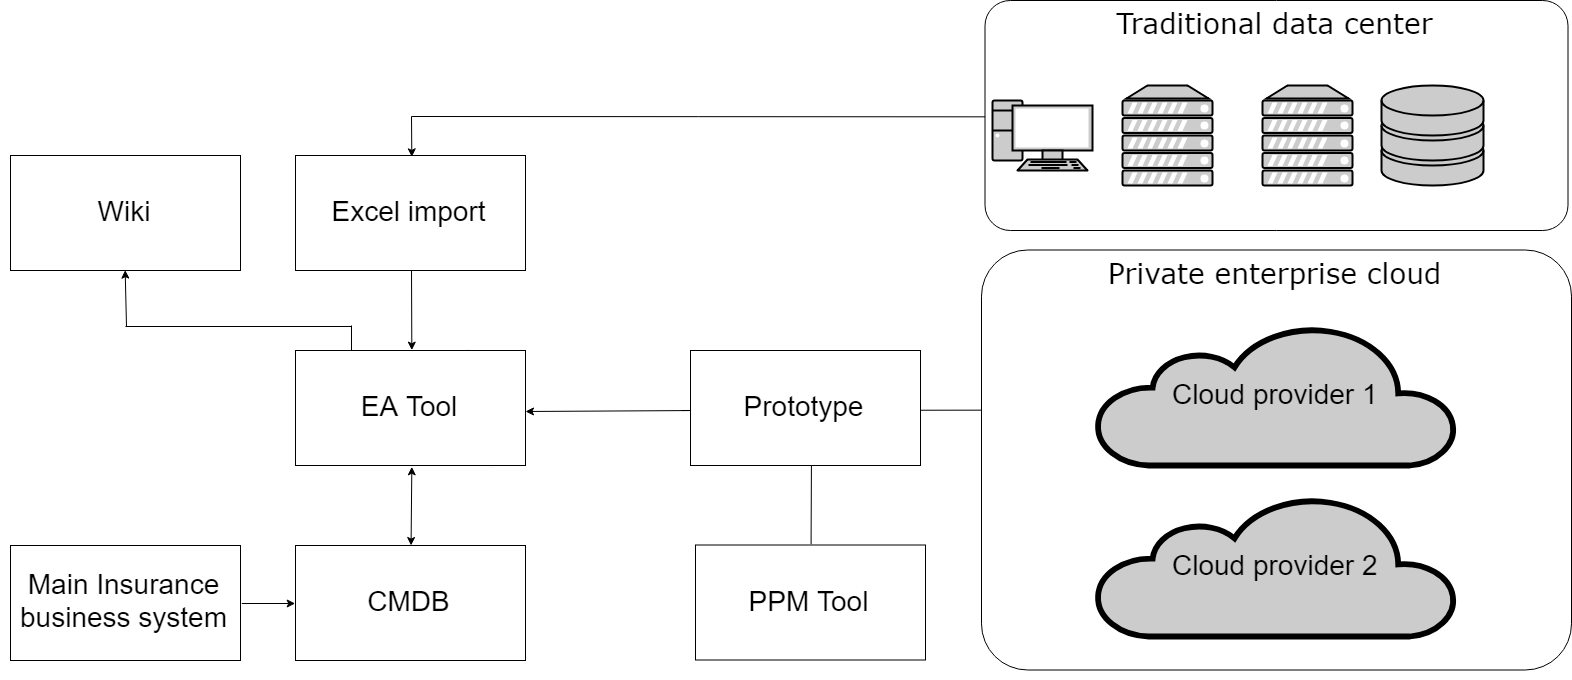 Traditional data center
Wiki
Excel import
Private enterprise cloud
Cloud provider 1
EA Tool
Prototype
Cloud provider 2
Main Insurance
business system
CMDB
PPM Tool